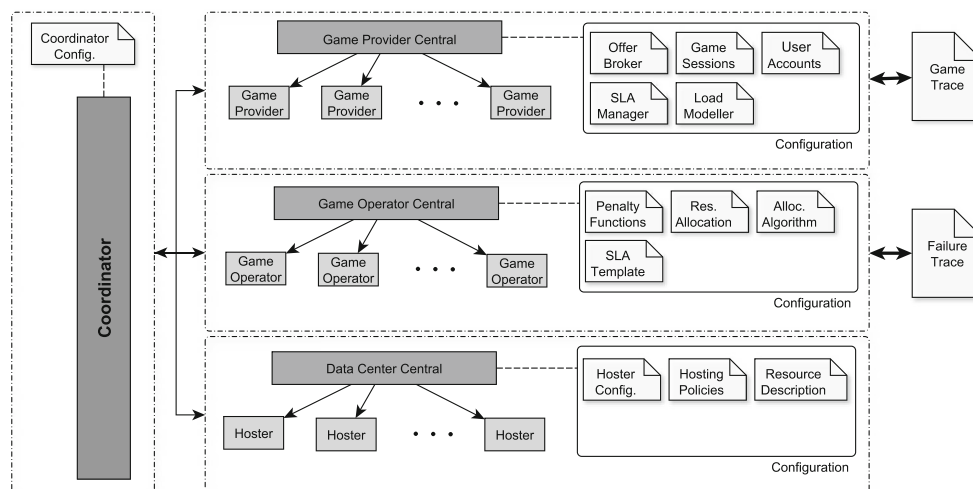 Coordinator
Config.
Coordinator
Game Provider Central
Game
Provider
Game
Provider
• • •
Game
Provider
Offer
Broker
Game
Sessions
User
Accounts
SLA
Manager
Load
Modeller
Configuration
Game
Trace
Game Operator Central
Game
Operator
Game
Operator
• • •
Game
Operator
Penalty
Functions
Res.
Allocation
Alloc.
Algorithm
SLA
Template
Configuration
Failure
Trace
Data Center Central
Hoster
Hoster
• • •
Hoster
Hoster
Config.
Hosting
Policies
Resource
Description
Configuration